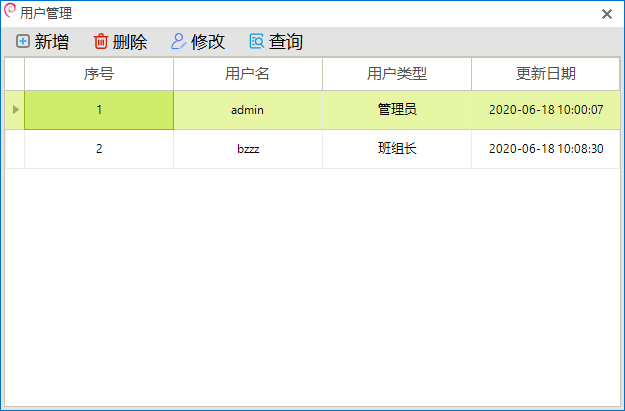 用户管理
新增 删除 修改 查询
序号 用户名 用户类型 更新日期
1 admin 管理员 2020-06-18 10:00:07
2 bzzz 班组长 2020-06-18 10:08:30